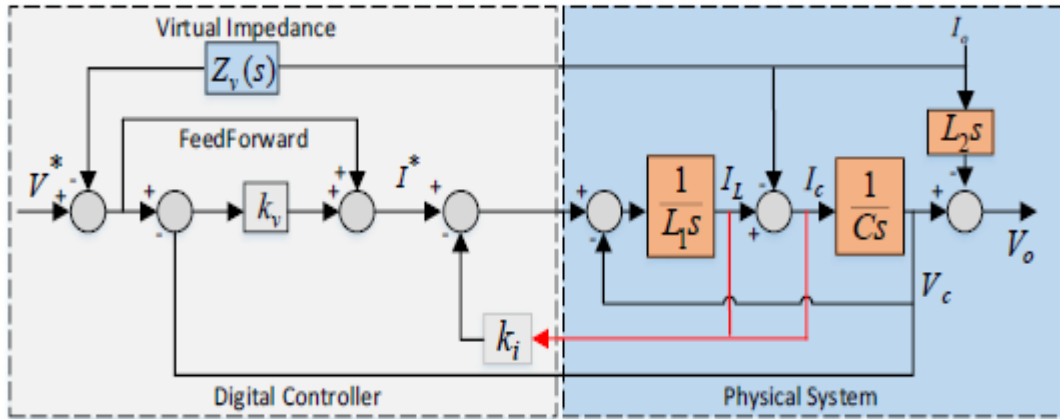 Virtual Impedance
Z_v(s)
I_o
FeedForward
L_2s
V^*
k_v
I^*
1/L_1s
I_L
I_c
1/Cs
V_o
V_c
k_i
Digital Controller
Physical System